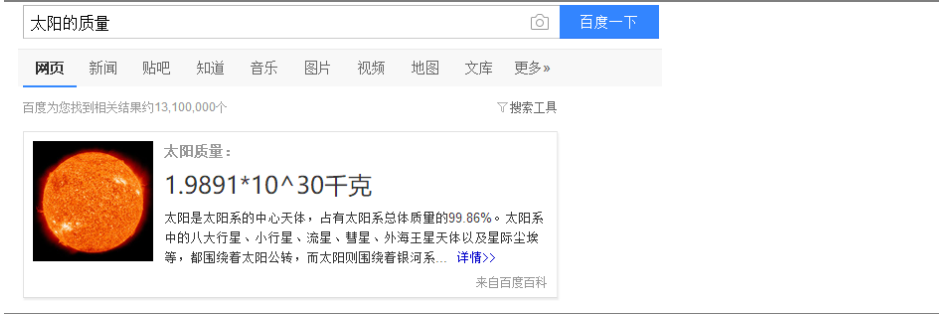 太阳的质量 百度一下
网页 新闻 贴吧 知道 音乐 图片 视频 地图 文库 更多»
百度为您找到相关结果约13,100,000个 搜索工具
太阳质量：
1.9891*10^30千克
太阳是太阳系的中心天体，占有太阳系总体质量的99.86%。太阳系
中的八大行星、小行星、流星、彗星、外海王星天体以及星际尘埃
等，都围绕着太阳公转，而太阳则围绕着银河系... 详情>>
来自百度百科